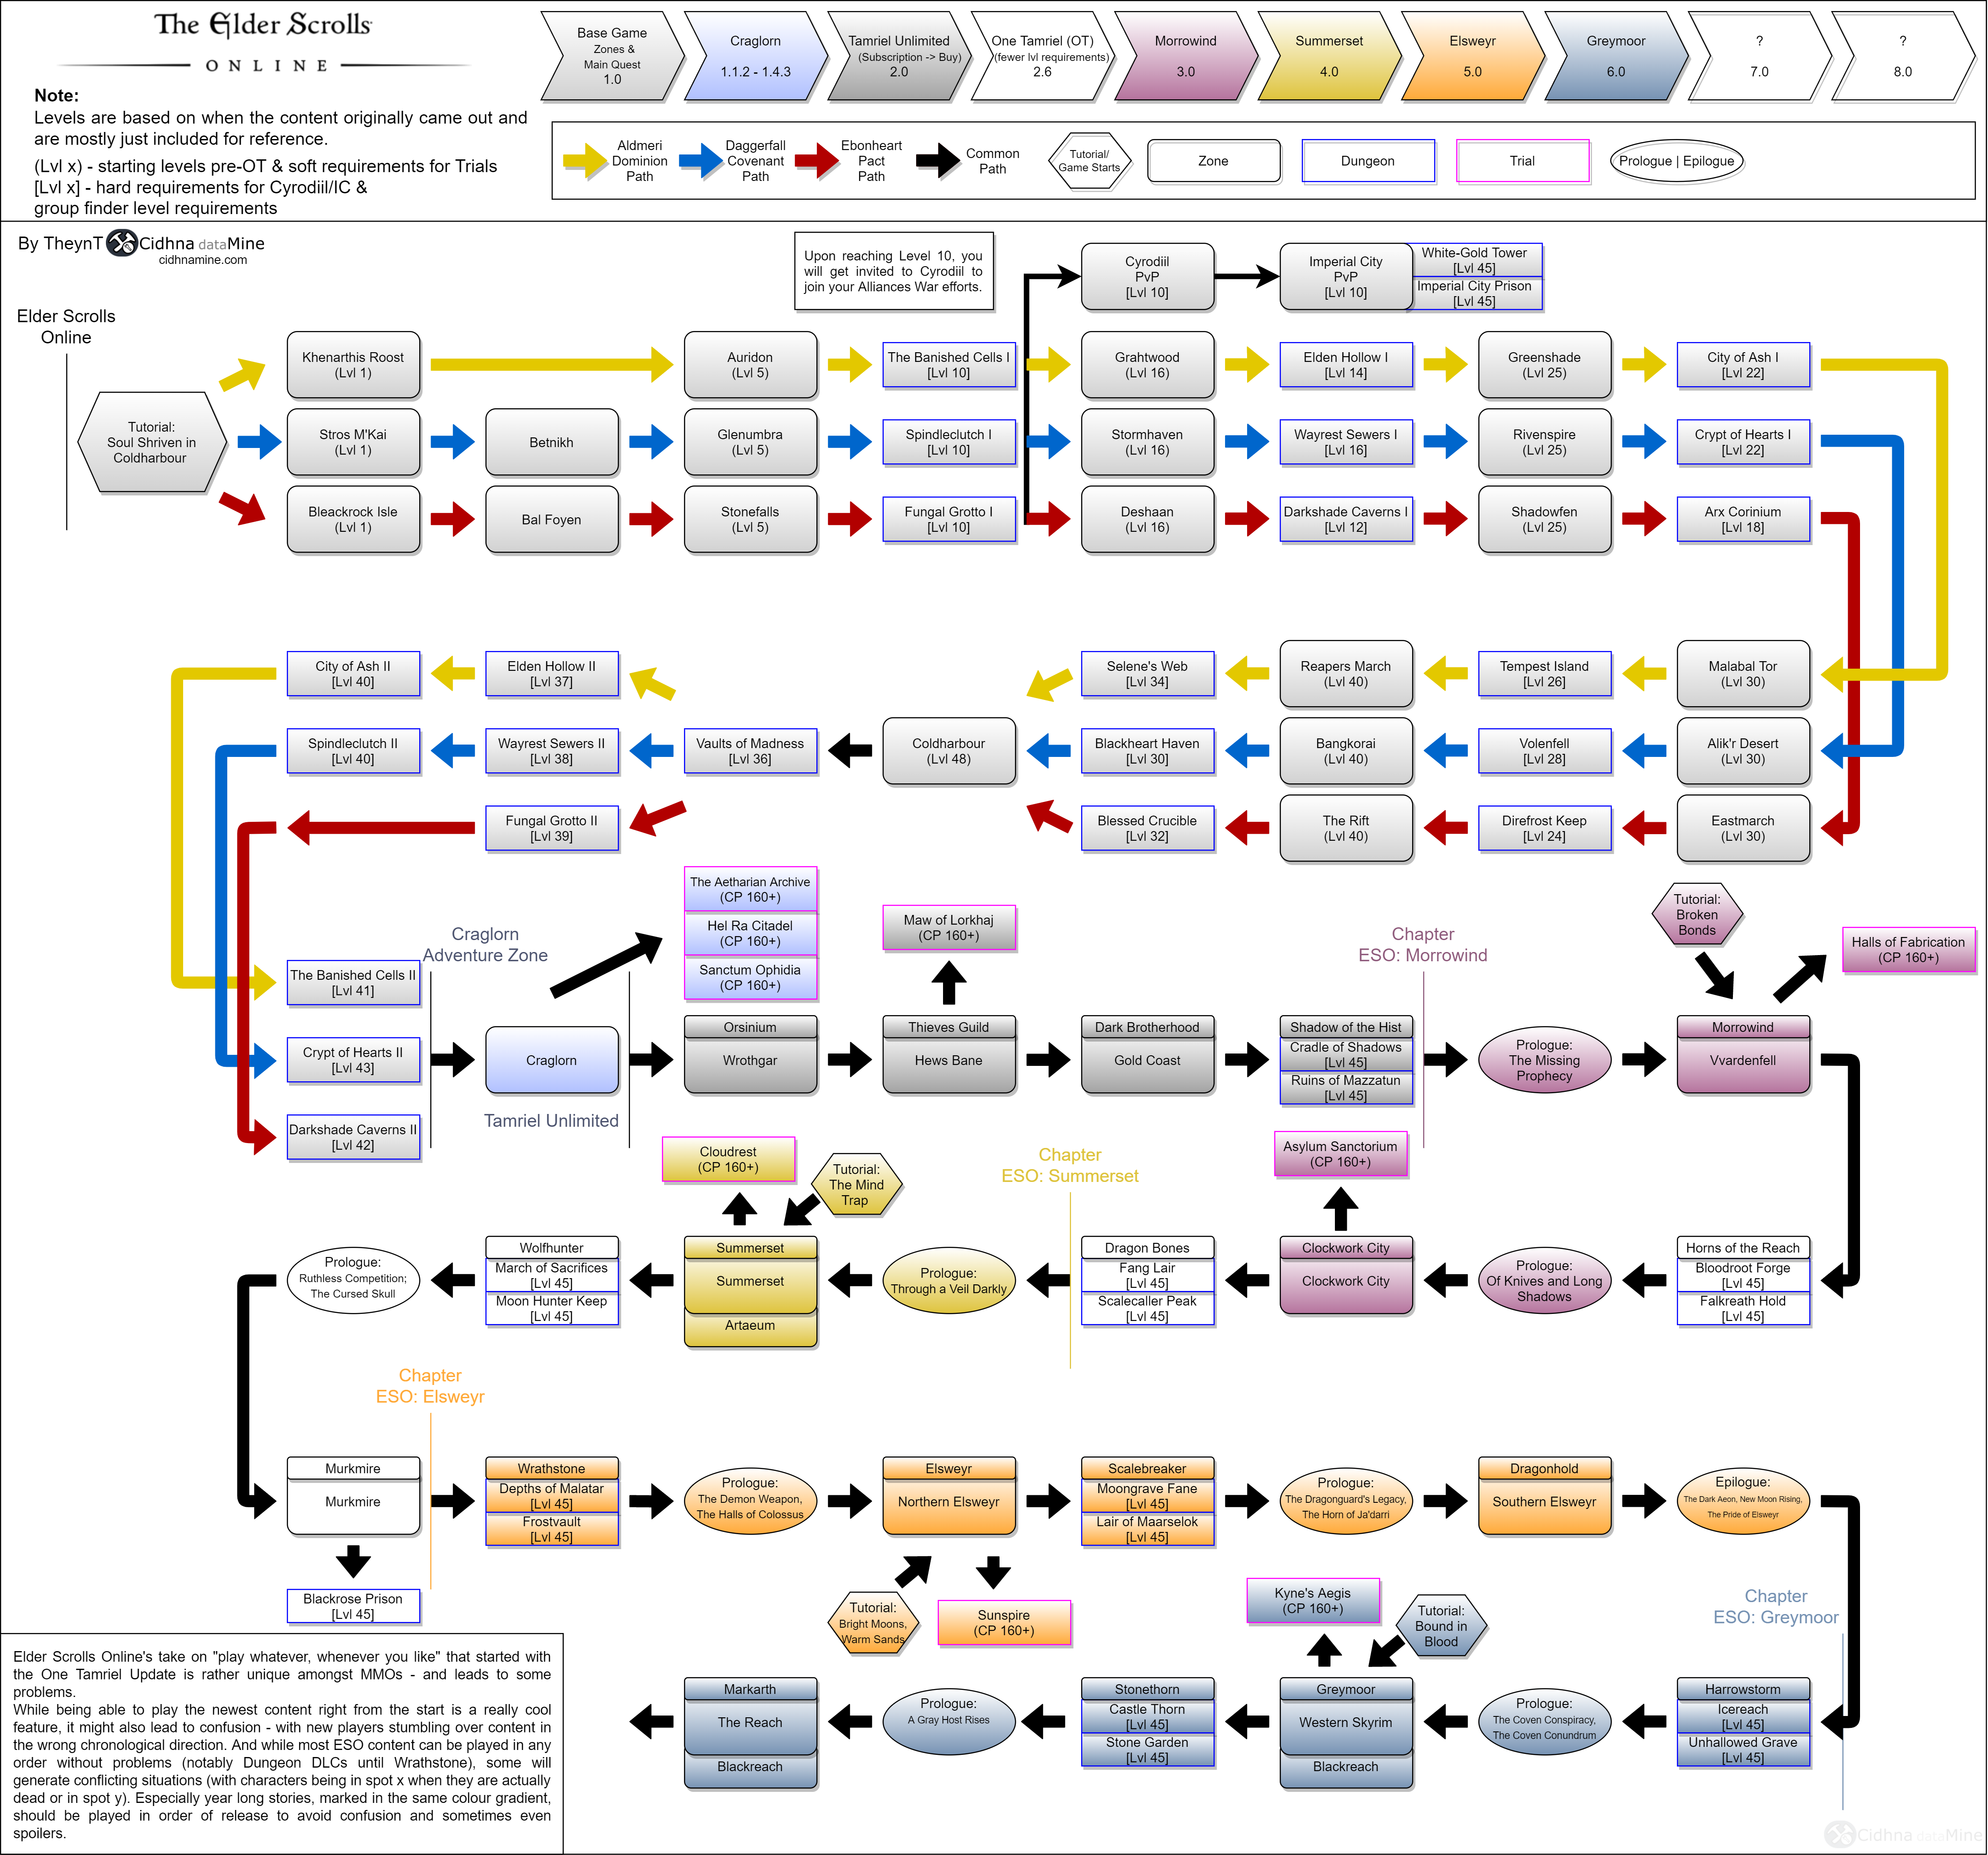 The Elder Scrolls
ONLINE
Note:
Levels are based on when the content originally came out and
are mostly just included for reference.
(Lvl x) - starting levels pre-OT & soft requirements for Trials
[Lvl x] - hard requirements for Cyrodiil/IC &
group finder level requirements
Base Game
Zones &
Main Quest
1.0
Craglorn
1.1.2 - 1.4.3
Tamriel Unlimited
(Subscription -> Buy)
2.0
One Tamriel (OT)
(fewer lvl requirements)
2.6
Morrowind
3.0
Summerset
4.0
Elsweyr
5.0
Greymoor
6.0
?
7.0
?
8.0
Aldmeri
Dominion
Path
Daggerfall
Covenant
Path
Ebonheart
Pact
Path
Common
Path
Tutorial/
Game Starts
Zone
Dungeon
Trial
Prologue | Epilogue
By TheynT Cidhna dataMine
cidhnamine.com
Upon reaching Level 10, you
will get invited to Cyrodiil to
join your Alliances War efforts.
Cyrodiil
PvP
[Lvl 10]
Imperial City
PvP
[Lvl 10]
White-Gold Tower
[Lvl 45]
Imperial City Prison
[Lvl 45]
Elder Scrolls
Online
Tutorial:
Soul Shriven in
Coldharbour
Khenarthis Roost
(Lvl 1)
Auridon
(Lvl 5)
The Banished Cells I
[Lvl 10]
Grahtwood
(Lvl 16)
Elden Hollow I
[Lvl 14]
Greenshade
(Lvl 25)
City of Ash I
[Lvl 22]
Stros M'Kai
(Lvl 1)
Betnikh
Glenumbra
(Lvl 5)
Spindleclutch I
[Lvl 10]
Stormhaven
(Lvl 16)
Wayrest Sewers I
[Lvl 16]
Rivenspire
(Lvl 25)
Crypt of Hearts I
[Lvl 22]
Bleackrock Isle
(Lvl 1)
Bal Foyen
Stonefalls
(Lvl 5)
Fungal Grotto I
[Lvl 10]
Deshaan
(Lvl 16)
Darkshade Caverns I
[Lvl 12]
Shadowfen
(Lvl 25)
Arx Corinium
[Lvl 18]
City of Ash II
[Lvl 40]
Elden Hollow II
[Lvl 37]
Selene's Web
[Lvl 34]
Reapers March
(Lvl 40)
Tempest Island
[Lvl 26]
Malabal Tor
(Lvl 30)
Spindleclutch II
[Lvl 40]
Wayrest Sewers II
[Lvl 38]
Vaults of Madness
[Lvl 36]
Coldharbour
(Lvl 48)
Blackheart Haven
[Lvl 30]
Bangkorai
(Lvl 40)
Volenfell
[Lvl 28]
Alik'r Desert
(Lvl 30)
Fungal Grotto II
[Lvl 39]
Blessed Crucible
[Lvl 32]
The Rift
(Lvl 40)
Direfrost Keep
[Lvl 24]
Eastmarch
(Lvl 30)
The Banished Cells II
[Lvl 41]
Crypt of Hearts II
[Lvl 43]
Darkshade Caverns II
[Lvl 42]
Craglorn
Adventure Zone
Craglorn
Tamriel Unlimited
The Aetharian Archive
(CP 160+)
Hel Ra Citadel
(CP 160+)
Sanctum Ophidia
(CP 160+)
Orsinium
Wrothgar
Maw of Lorkhaj
(CP 160+)
Thieves Guild
Hews Bane
Dark Brotherhood
Gold Coast
Shadow of the Hist
Cradle of Shadows
[Lvl 45]
Ruins of Mazzatun
[Lvl 45]
Chapter
ESO: Morrowind
Prologue:
The Missing
Prophecy
Tutorial:
Broken
Bonds
Halls of Fabrication
(CP 160+)
Morrowind
Vvardenfell
Prologue:
Ruthless Competition;
The Cursed Skull
Wolfhunter
March of Sacrifices
[Lvl 45]
Moon Hunter Keep
[Lvl 45]
Cloudrest
(CP 160+)
Tutorial:
The Mind
Trap
Summerset
Summerset
Artaeum
Prologue:
Through a Veil Darkly
Chapter
ESO: Summerset
Dragon Bones
Fang Lair
[Lvl 45]
Scalecaller Peak
[Lvl 45]
Asylum Sanctorium
(CP 160+)
Clockwork City
Clockwork City
Prologue:
Of Knives and Long
Shadows
Horns of the Reach
Bloodroot Forge
[Lvl 45]
Falkreath Hold
[Lvl 45]
Chapter
ESO: Elsweyr
Murkmire
Murkmire
Blackrose Prison
[Lvl 45]
Wrathstone
Depths of Malatar
[Lvl 45]
Frostvault
[Lvl 45]
Prologue:
The Demon Weapon,
The Halls of Colossus
Elsweyr
Northern Elsweyr
Tutorial:
Bright Moons,
Warm Sands
Sunspire
(CP 160+)
Scalebreaker
Moongrave Fane
[Lvl 45]
Lair of Maarselok
[Lvl 45]
Prologue:
The Dragonguard's Legacy,
The Horn of Ja'darri
Dragonhold
Southern Elsweyr
Epilogue:
The Dark Aeon, New Moon Rising,
The Pride of Elsweyr
Chapter
ESO: Greymoor
Markarth
The Reach
Blackreach
Prologue:
A Gray Host Rises
Stonethorn
Castle Thorn
[Lvl 45]
Stone Garden
[Lvl 45]
Kyne's Aegis
(CP 160+)
Tutorial:
Bound in
Blood
Greymoor
Western Skyrim
Blackreach
Prologue:
The Coven Conspiracy,
The Coven Conundrum
Harrowstorm
Icereach
[Lvl 45]
Unhallowed Grave
[Lvl 45]
Elder Scrolls Online's take on "play whatever, whenever you like" that started with
the One Tamriel Update is rather unique amongst MMOs - and leads to some
problems.
While being able to play the newest content right from the start is a really cool
feature, it might also lead to confusion - with new players stumbling over content in
the wrong chronological direction. And while most ESO content can be played in any
order without problems (notably Dungeon DLCs until Wrathstone), some will
generate conflicting situations (with characters being in spot x when they are actually
dead or in spot y). Especially year long stories, marked in the same colour gradient,
should be played in order of release to avoid confusion and sometimes even
spoilers.
Cidhna dataMine